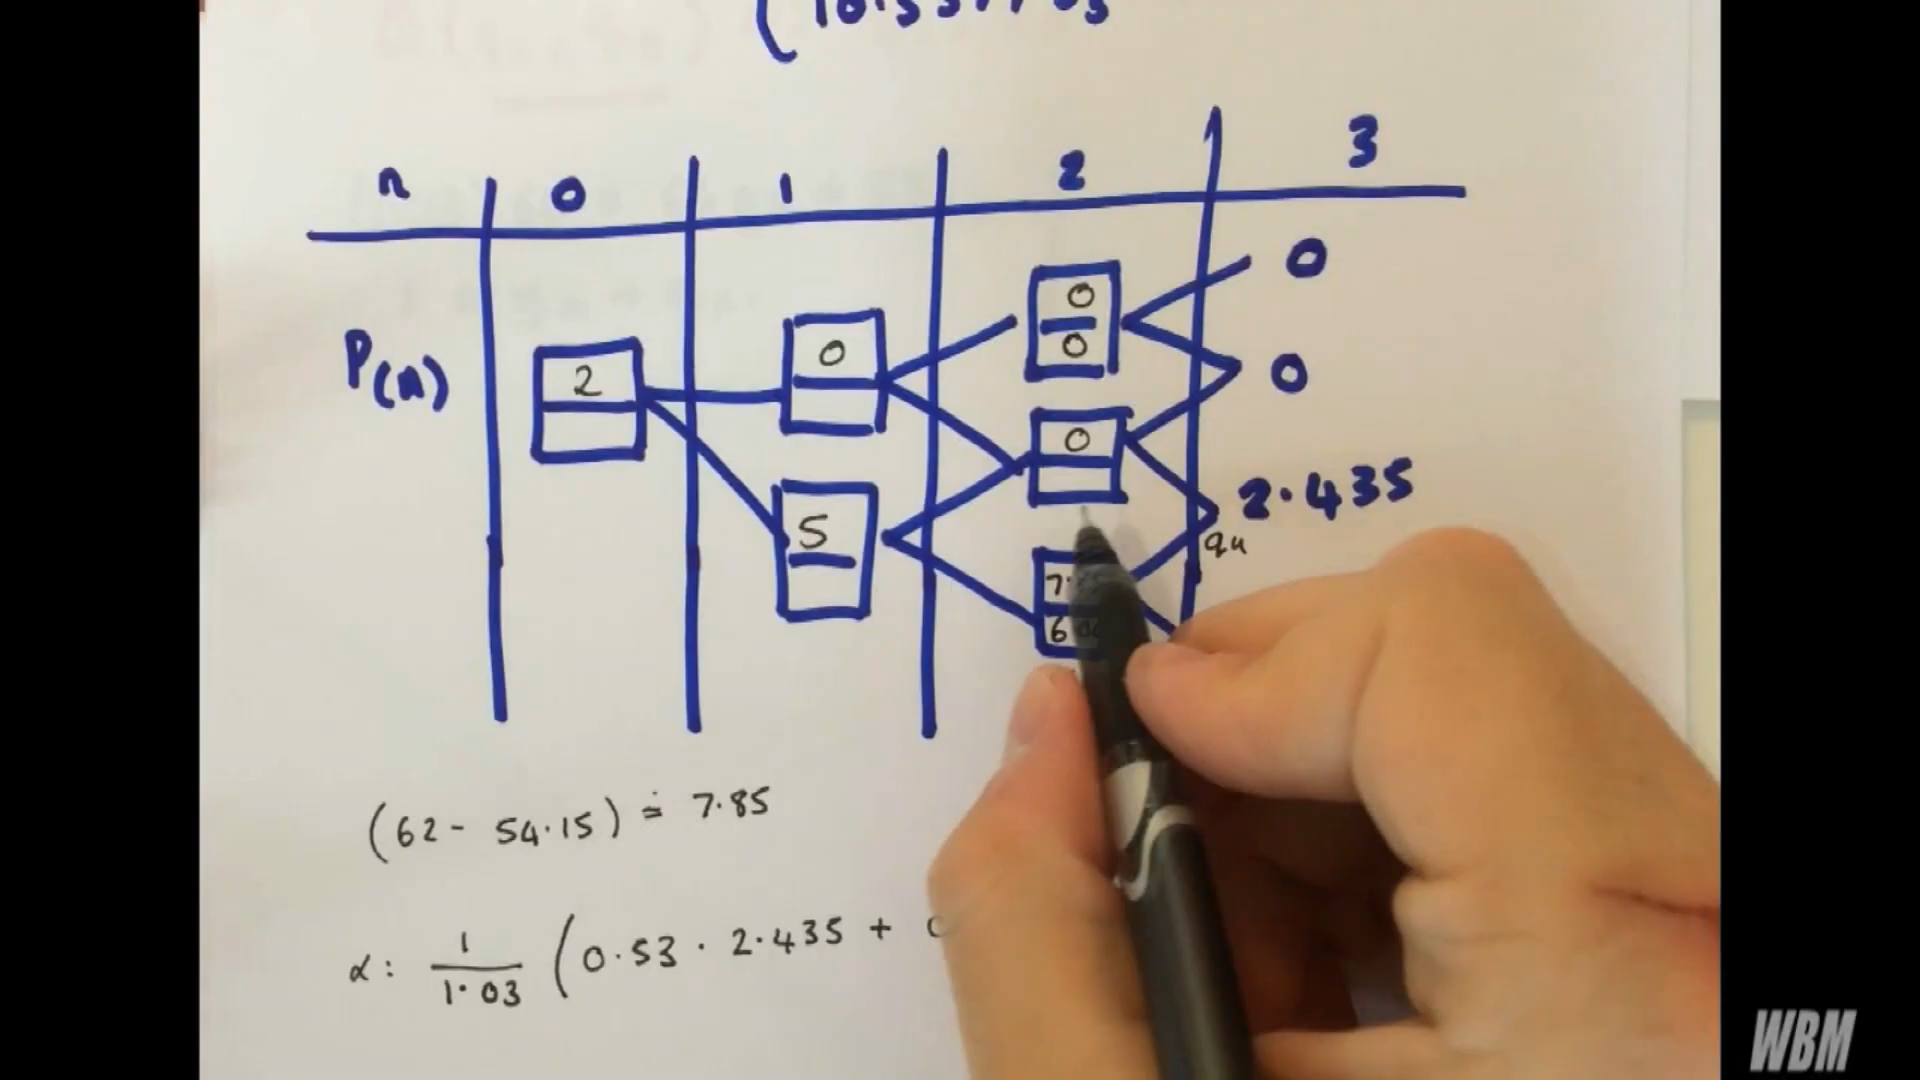 n 0 1 2 3
0
0
0 0
P(n) 2 0
0
5
2.435
qu
(62 - 54.15) ≐ 7.85
α: 1/1.03 (0.53 . 2.435 +
WBM